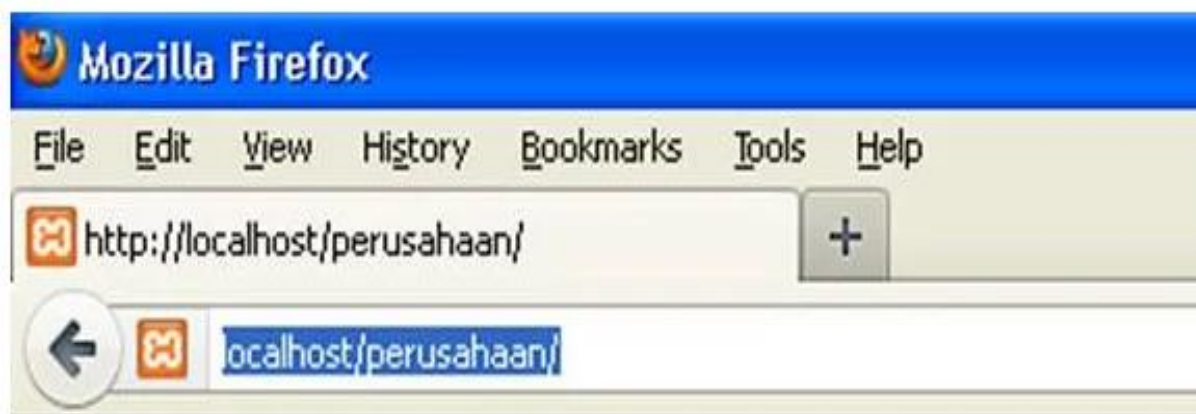 Mozilla Firefox
File Edit View History Bookmarks Tools Help
http://localhost/perusahaan/ +
localhost/perusahaan/